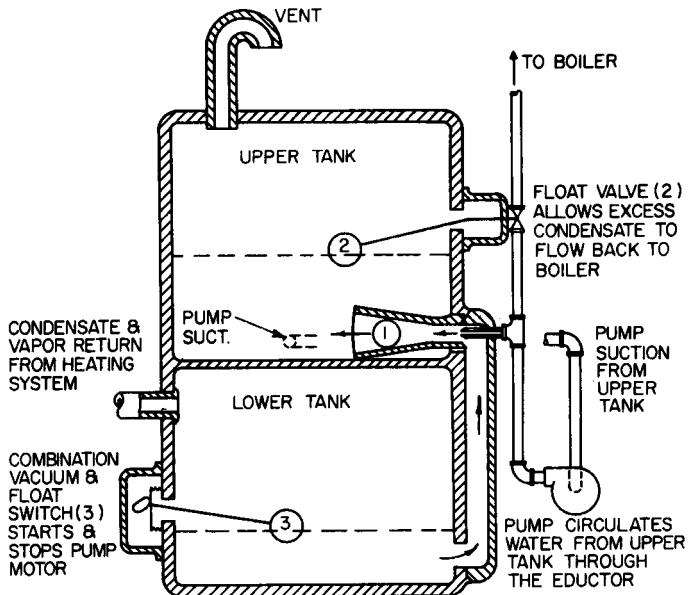 VENT
TO BOILER
UPPER TANK
FLOAT VALVE (2)
ALLOWS EXCESS
CONDENSATE TO
FLOW BACK TO
BOILER
2
PUMP
SUCT.
1
CONDENSATE &
VAPOR RETURN
FROM HEATING
SYSTEM
PUMP
SUCTION
FROM
UPPER
TANK
LOWER TANK
COMBINATION
VACUUM &
FLOAT
SWITCH (3)
STARTS &
STOPS PUMP
MOTOR
3
PUMP CIRCULATES
WATER FROM UPPER
TANK THROUGH
THE EDUCTOR